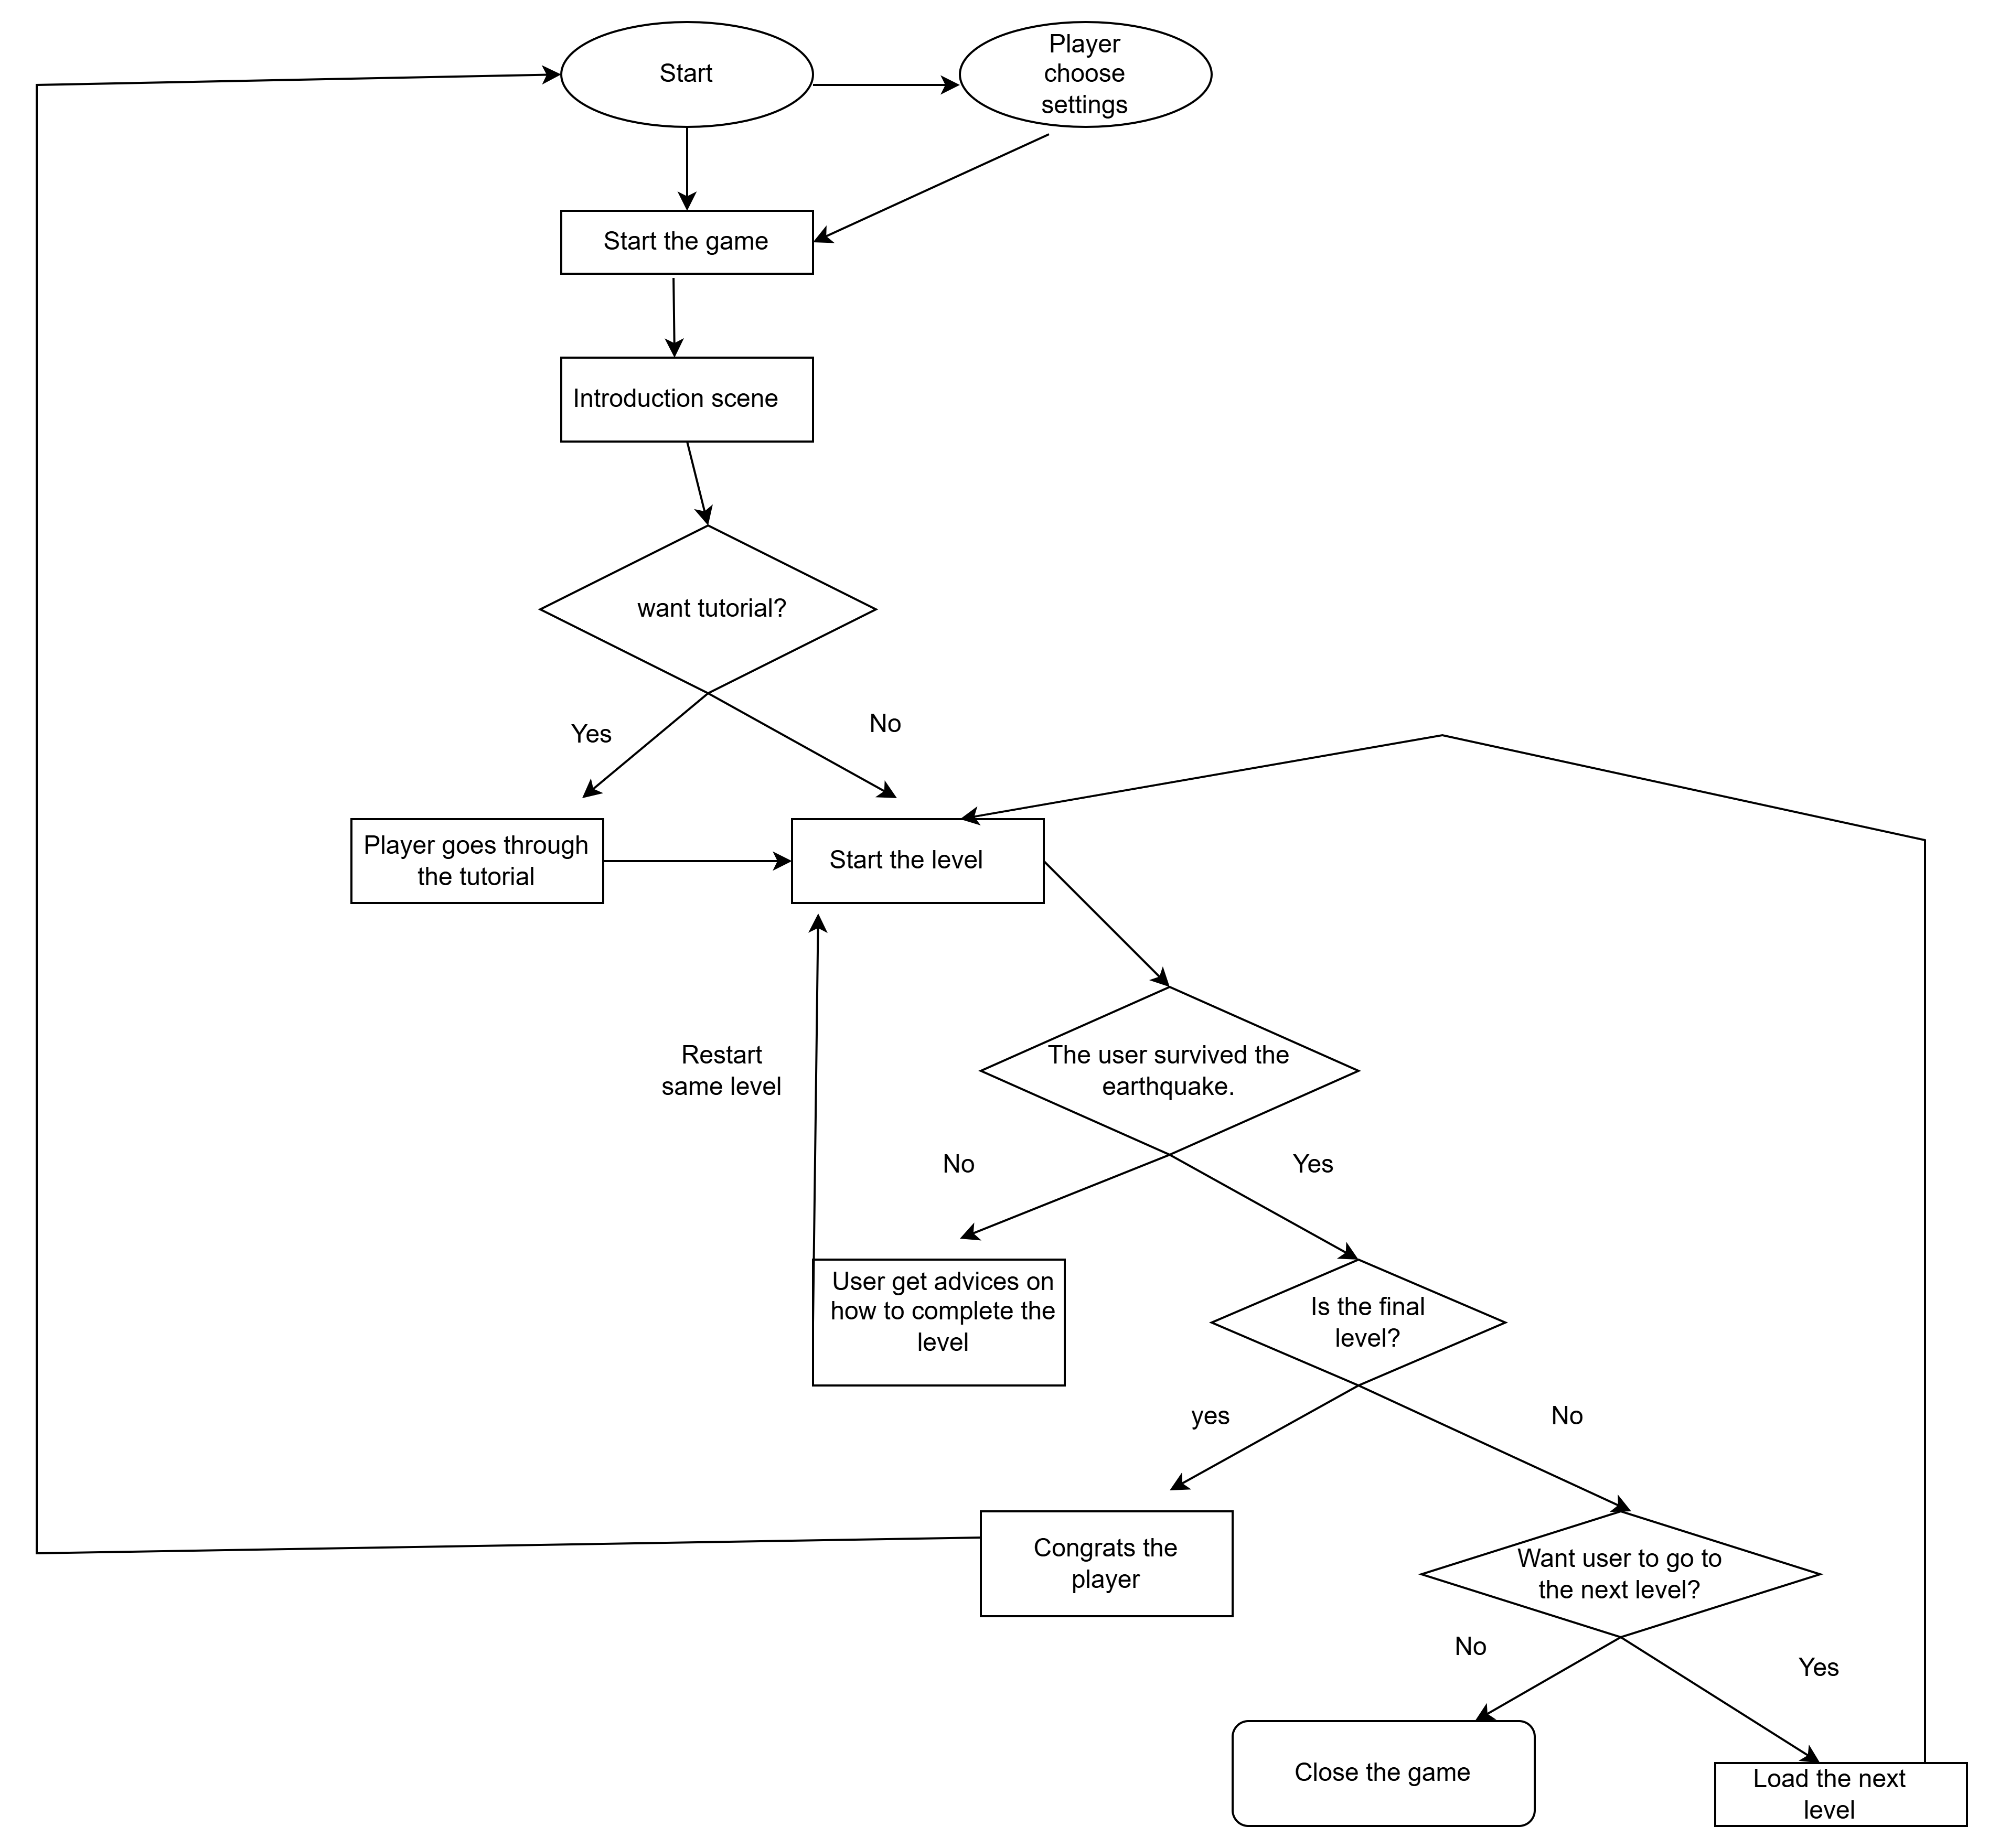 Start
Player
choose
settings
Start the game
Introduction scene
want tutorial?
Yes
No
Player goes through
the tutorial
Start the level
Restart
same level
The user survived the
earthquake.
No
Yes
User get advices on
how to complete the
level
Is the final
level?
yes
No
Congrats the
player
Want user to go to
the next level?
No
Yes
Close the game
Load the next
level